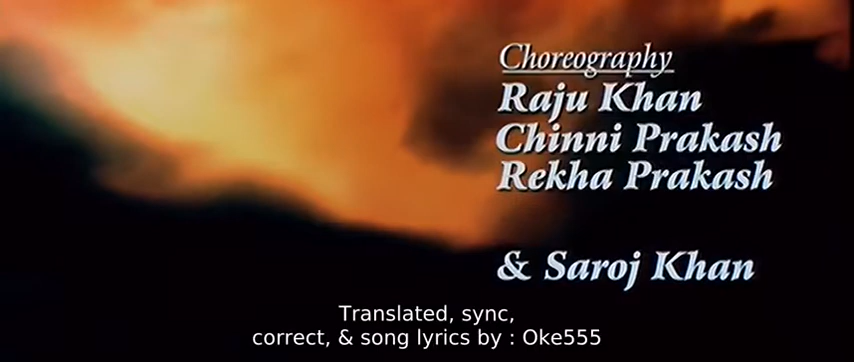 Choreography
Raju Khan
Chinni Prakash
Rekha Prakash
& Saroj Khan
Translated, sync,
correct, & song lyrics by : Oke555